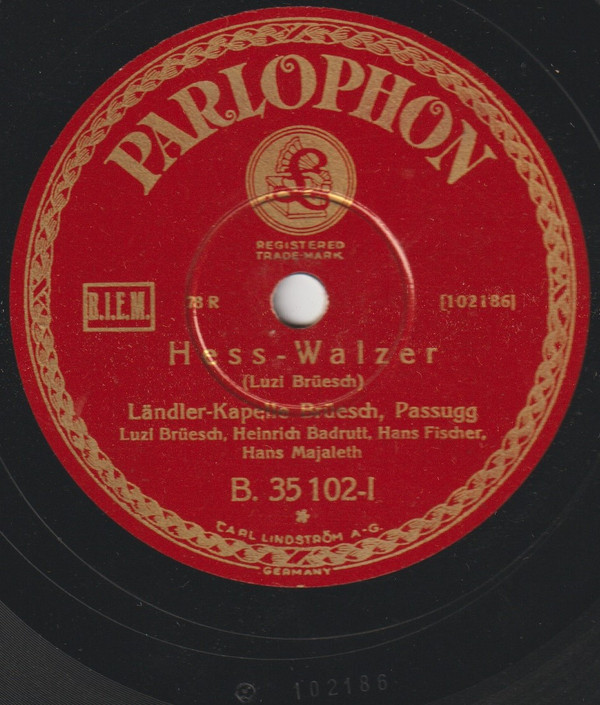 PARLOPHON
£
REGISTERED
TRADE-MARK
B.I.E.M.
78 R
[102186]
Hess-Walzer
(Luzi Brüesch)
Ländler-Kapelle Brüesch, Passugg
Luzi Brüesch, Heinrich Badrutt, Hans Fischer,
Hans Majaleth
B. 35 102-I
CARL LINDSTRÖM A-G.
GERMANY
102186